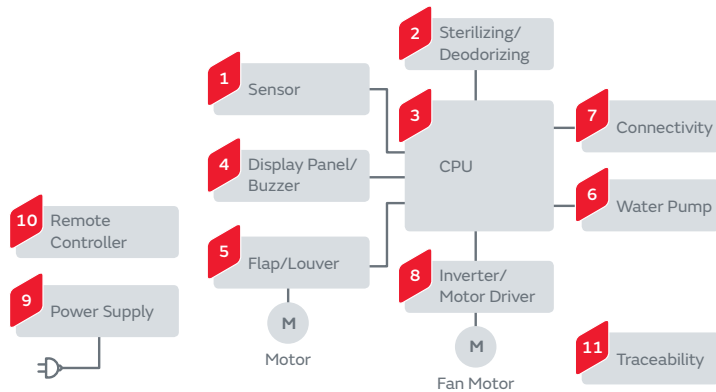 2
Sterilizing/
Deodorizing
1
Sensor
3
CPU
7
Connectivity
4
Display Panel/
Buzzer
6
Water Pump
10
Remote
Controller
5
Flap/Louver
8
Inverter/
Motor Driver
9
Power Supply
M
Motor
M
Fan Motor
11
Traceability